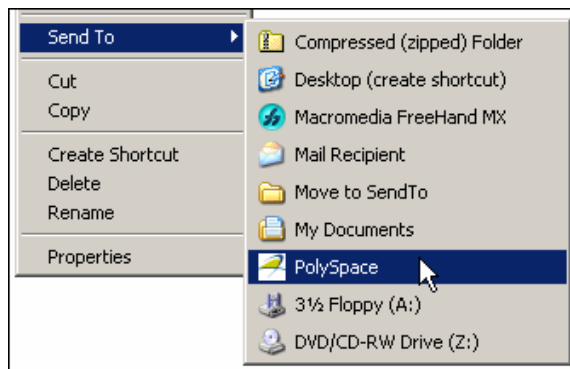 Send To
Cut
Copy
Create Shortcut
Delete
Rename
Properties
Compressed (zipped) Folder
Desktop (create shortcut)
Macromedia FreeHand MX
Mail Recipient
Move to SendTo
My Documents
PolySpace
3½ Floppy (A:)
DVD/CD-RW Drive (Z:)